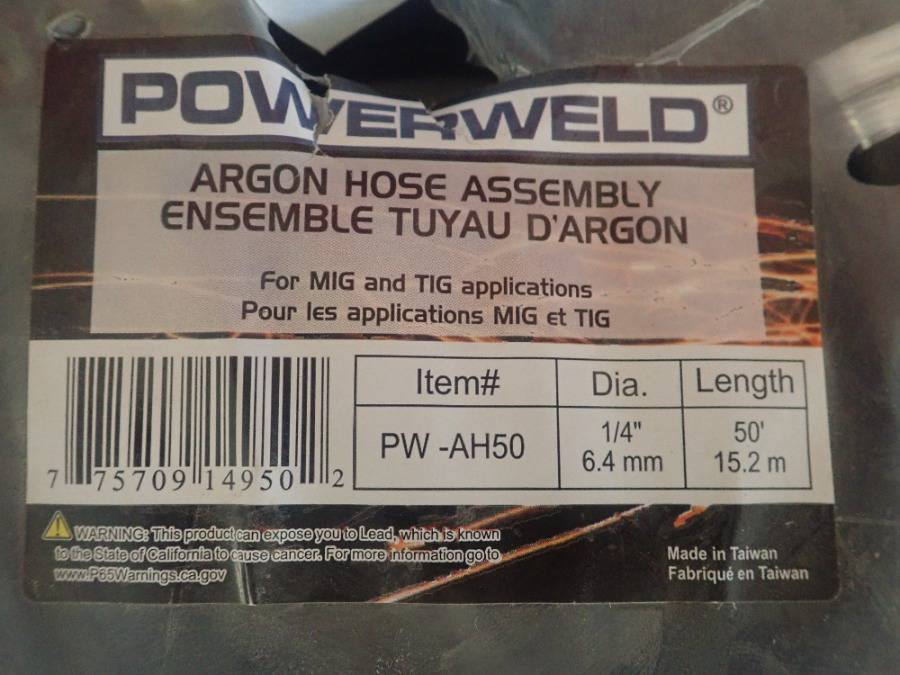 POWERWELD®
ARGON HOSE ASSEMBLY
ENSEMBLE TUYAU D'ARGON
For MIG and TIG applications
Pour les applications MIG et TIG
Item# Dia. Length
PW -AH50 1/4" 50'
6.4 mm 15.2 m
7 75709 14950 2
WARNING: This product can expose you to Lead, which is known
to the State of California to cause cancer. For more information go to
www.P65Warnings.ca.gov
Made in Taiwan
Fabriqué en Taiwan